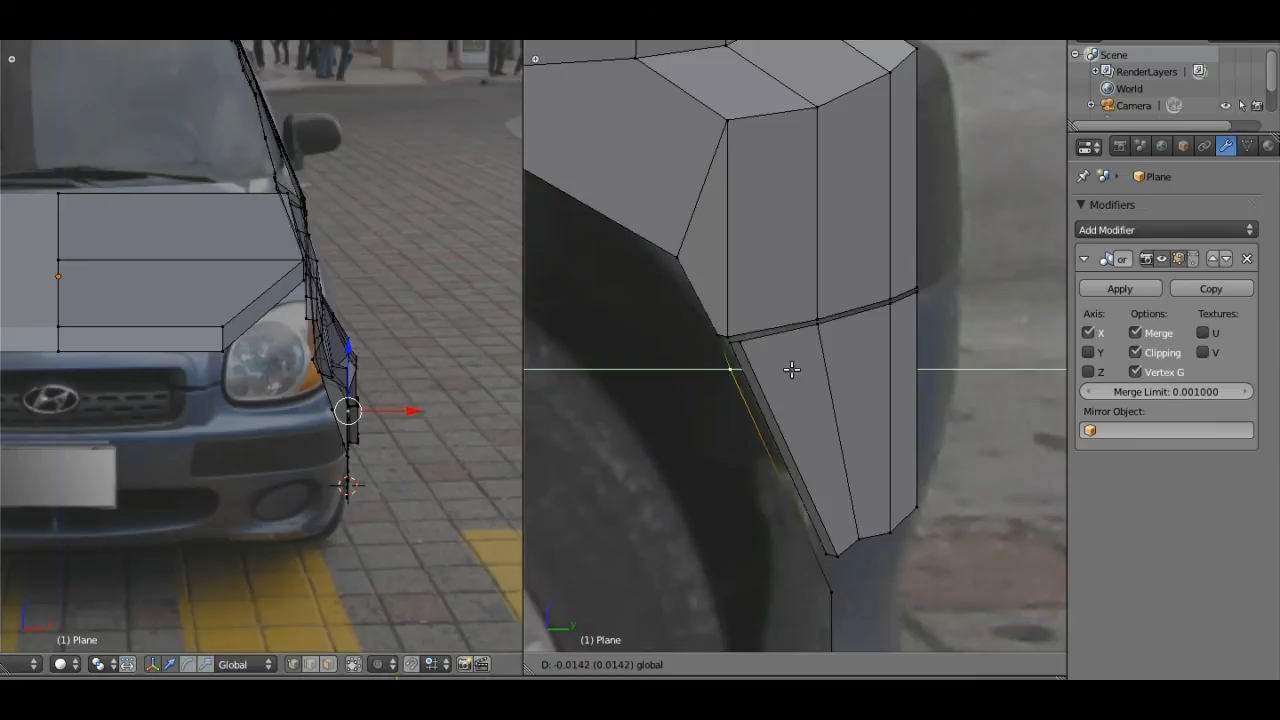 Scene
RenderLayers
World
Camera
Plane
Modifiers
Add Modifier
or
Apply
Copy
Axis:
Options:
Textures:
X
Merge
U
Y
Clipping
V
Z
Vertex G
Merge Limit: 0.001000
Mirror Object:
(1) Plane
(1) Plane
Global
D: -0.0142 (0.0142) global